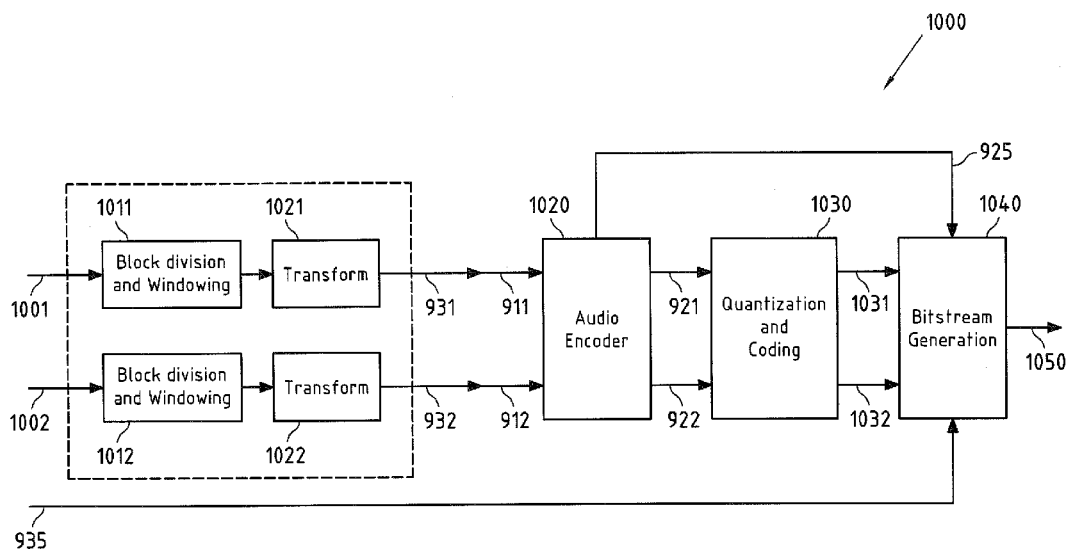 1000
925
1011
1021
1020
1030
1040
Block division
and Windowing
Transform
1001
931
911
Audio
Encoder
921
Quantization
and
Coding
1031
Bitstream
Generation
1050
Block division
and Windowing
Transform
1002
1012
1022
932
912
922
1032
935